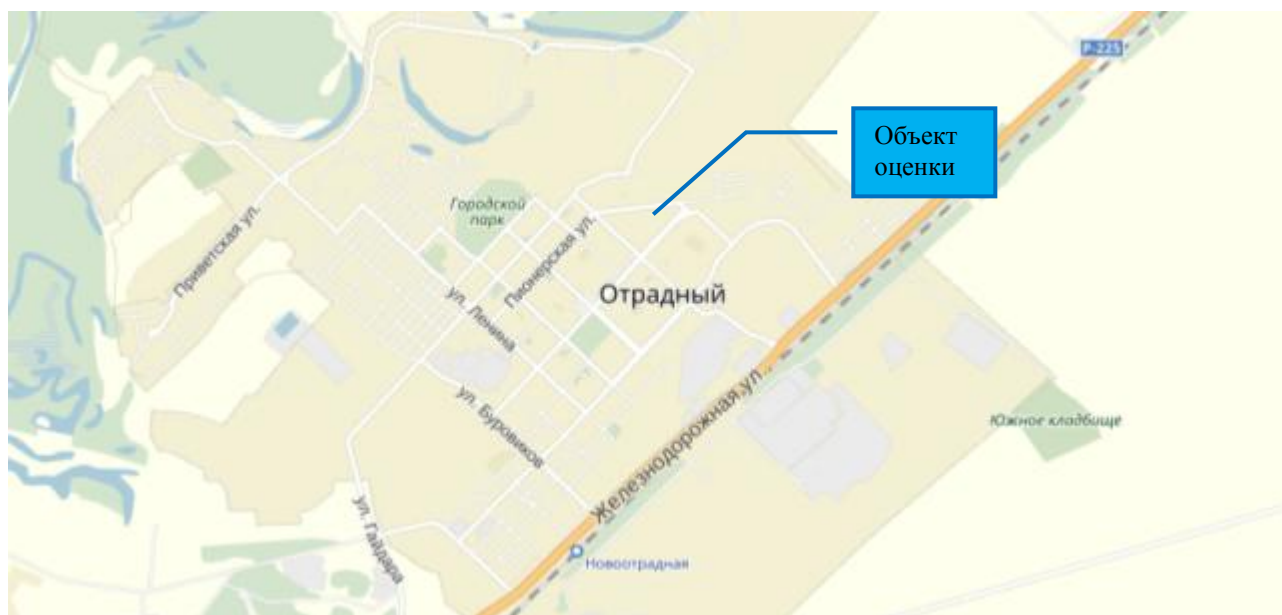 Р-225
Объект
оценки
Городской
парк
Приветская ул.
Пионерская ул.
Отрадный
ул. Ленина
ул. Буровиков
Железнодорожная ул.
Южное кладбище
ул. Гайдара
Новоотрадная